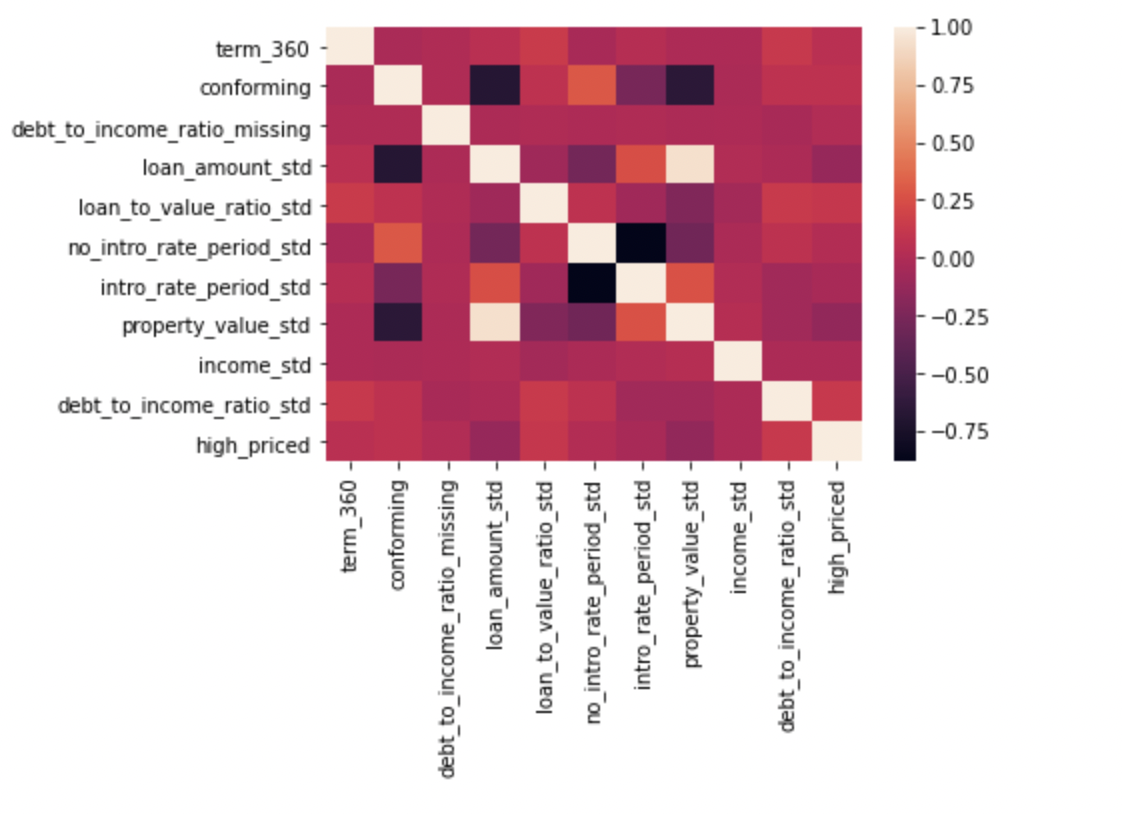 term_360
conforming
debt_to_income_ratio_missing
loan_amount_std
loan_to_value_ratio_std
no_intro_rate_period_std
intro_rate_period_std
property_value_std
income_std
debt_to_income_ratio_std
high_priced
term_360
conforming
debt_to_income_ratio_missing
loan_amount_std
loan_to_value_ratio_std
no_intro_rate_period_std
intro_rate_period_std
property_value_std
income_std
debt_to_income_ratio_std
high_priced
1.00
0.75
0.50
0.25
0.00
−0.25
−0.50
−0.75